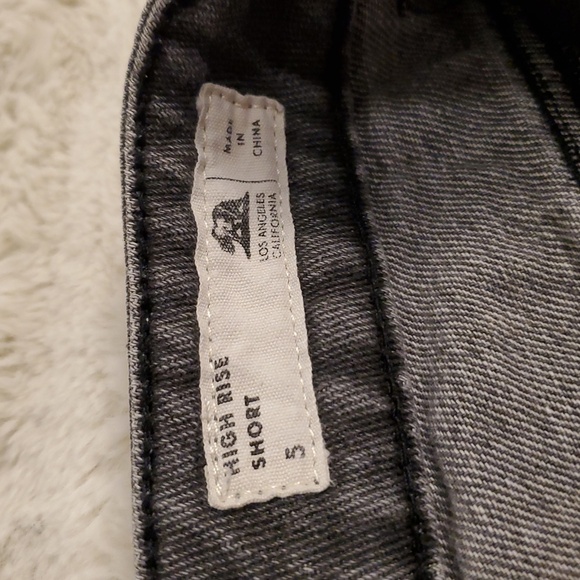 HIGH RISE
SHORT
5
LOS ANGELES
CALIFORNIA
MADE
IN
CHINA